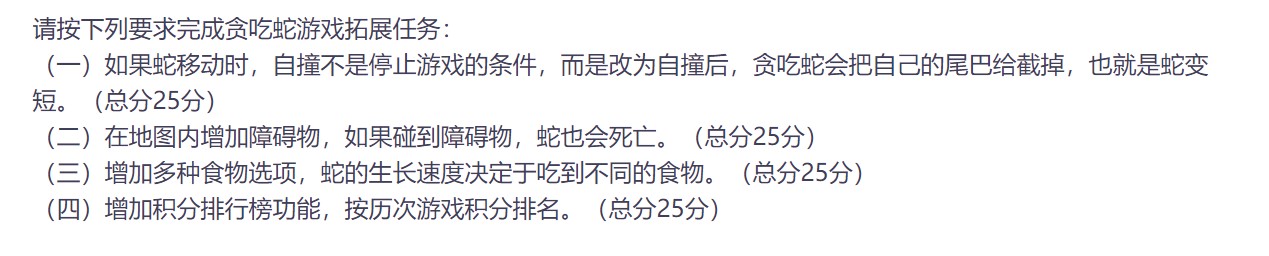 请按下列要求完成贪吃蛇游戏拓展任务：
（一）如果蛇移动时，自撞不是停止游戏的条件，而是改为自撞后，贪吃蛇会把自己的尾巴给截掉，也就是蛇变
短。（总分25分）
（二）在地图内增加障碍物，如果碰到障碍物，蛇也会死亡。（总分25分）
（三）增加多种食物选项，蛇的生长速度决定于吃到不同的食物。（总分25分）
（四）增加积分排行榜功能，按历次游戏积分排名。（总分25分）